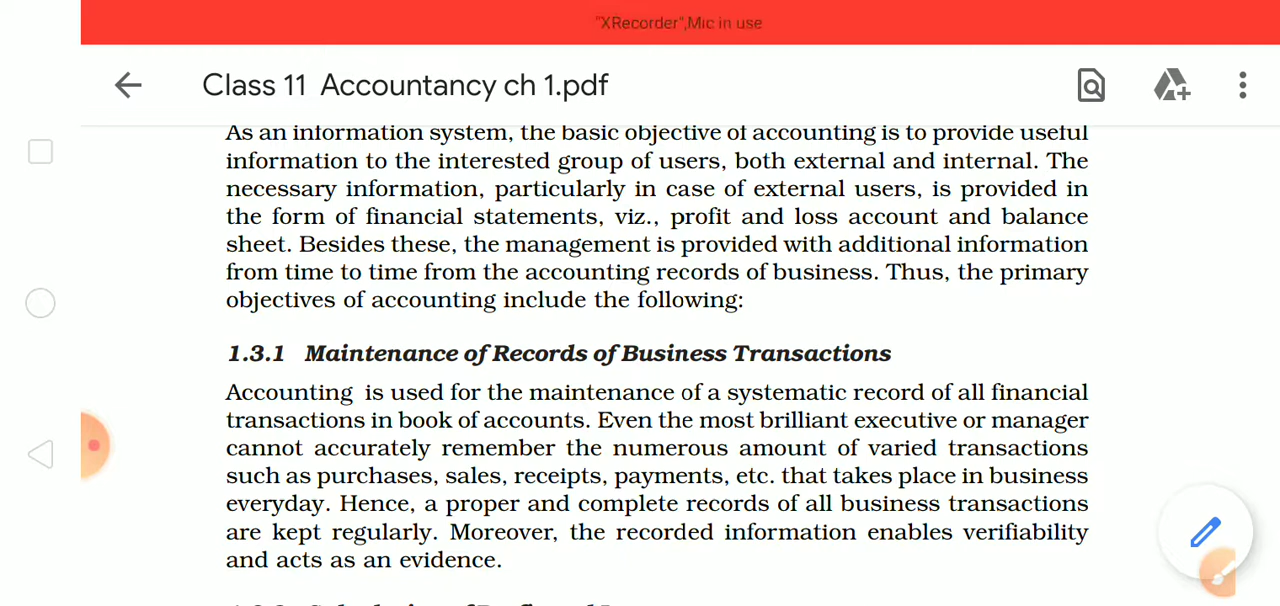 "XRecorder",Mic in use
Class 11 Accountancy ch 1.pdf
As an information system, the basic objective of accounting is to provide useful
information to the interested group of users, both external and internal. The
necessary information, particularly in case of external users, is provided in
the form of financial statements, viz., profit and loss account and balance
sheet. Besides these, the management is provided with additional information
from time to time from the accounting records of business. Thus, the primary
objectives of accounting include the following:
1.3.1 Maintenance of Records of Business Transactions
Accounting is used for the maintenance of a systematic record of all financial
transactions in book of accounts. Even the most brilliant executive or manager
cannot accurately remember the numerous amount of varied transactions
such as purchases, sales, receipts, payments, etc. that takes place in business
everyday. Hence, a proper and complete records of all business transactions
are kept regularly. Moreover, the recorded information enables verifiability
and acts as an evidence.